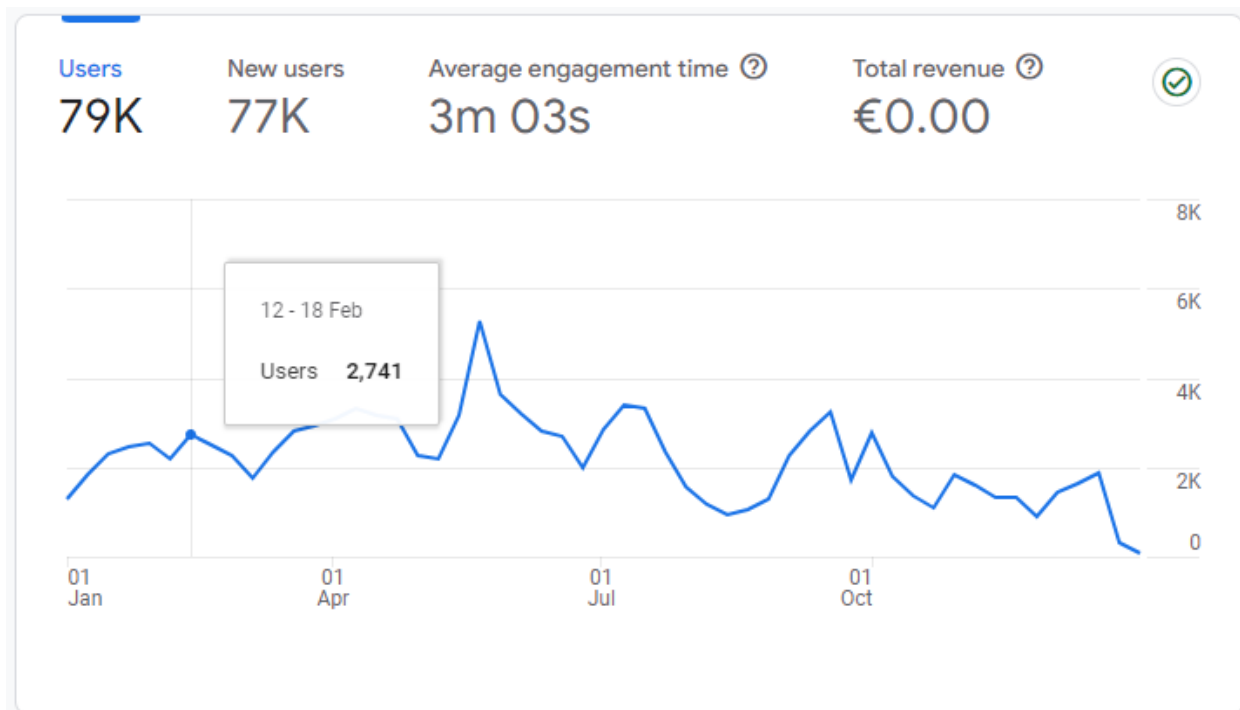 Users New users Average engagement time Total revenue
79K 77K 3m 03s €0.00
8K
12 - 18 Feb
6K
Users 2,741
4K
2K
0
01 01 01 01
Jan Apr Jul Oct